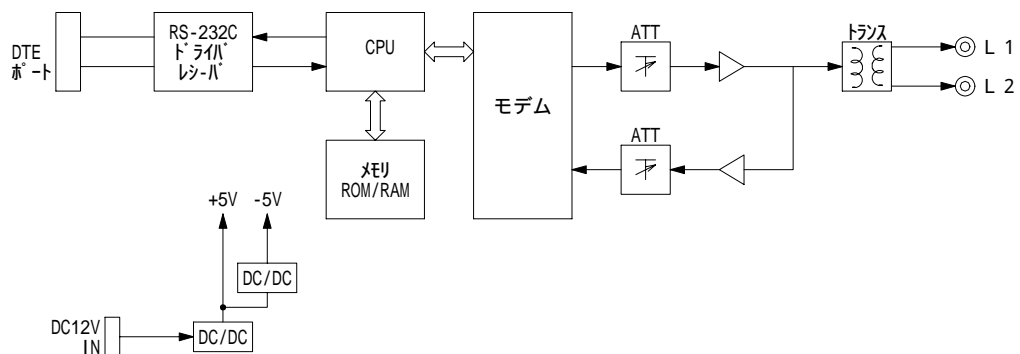 DTE
ポート
RS-232C
ドライバ
レシーバ
CPU
メモリ
ROM/RAM
モデム
ATT
ATT
トランス
L 1
L 2
+5V
-5V
DC/DC
DC12V
IN
DC/DC